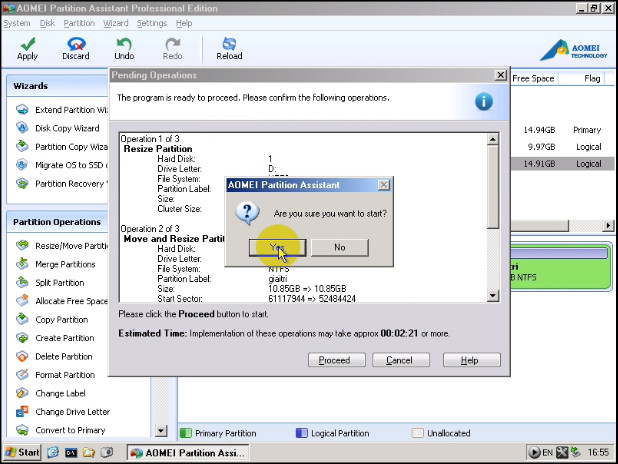 AOMEI Partition Assistant Professional Edition
System Disk Partition Wizard Settings Help
Apply Discard Undo Redo Reload
AOMEI
TECHNOLOGY
Wizards
Extend Partition Wi
Disk Copy Wizard
Partition Copy Wiza
Migrate OS to SSD
Partition Recovery
Partition Operations
Resize/Move Partiti
Merge Partitions
Split Partition
Allocate Free Space
Copy Partition
Create Partition
Delete Partition
Format Partition
Change Label
Change Drive Letter
Convert to Primary
Free Space Flag
14.94GB Primary
9.97GB Logical
14.91GB Logical
Pending Operations
The program is ready to proceed. Please confirm the following operations.
Operation 1 of 3
Resize Partition
Hard Disk: 1
Drive Letter: D:
File System:
Partition Label:
Size:
Cluster Size:
Operation 2 of 3
Move and Resize Partit
Hard Disk:
Drive Letter:
File System: NTFS
Partition Label: giaitri
Size: 10.85GB => 10.85GB
Start Sector 61117944 => 52484424
Please click the Proceed button to start.
Estimated Time: Implementation of these operations may take approx 00:02:21 or more.
Proceed Cancel Help
AOMEI Partition Assistant
Are you sure you want to start?
Yes No
tri
B NTFS
Primary Partition Logical Partition Unallocated
Start AOMEI Partition Assi... EN 16:55